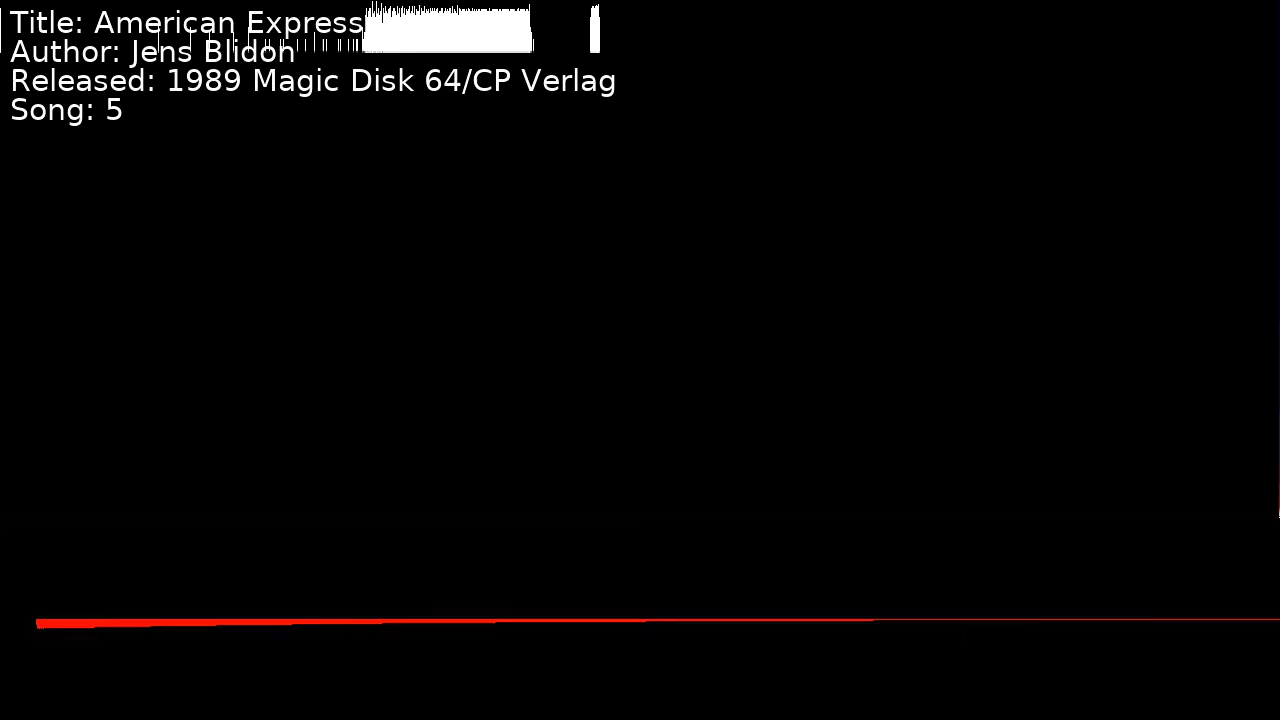 Title: American Express
Author: Jens Blidon
Released: 1989 Magic Disk 64/CP Verlag
Song: 5